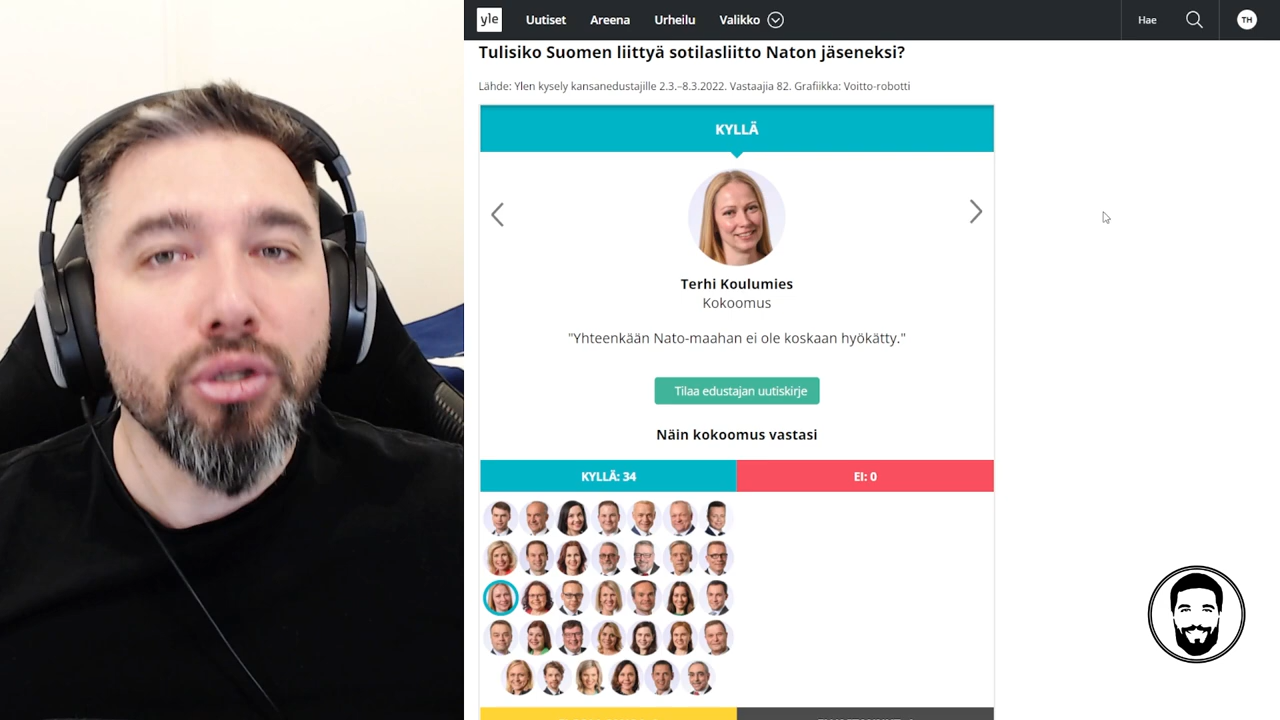 yle Uutiset Areena Urheilu Valikko Hae TH
Tulisiko Suomen liittyä sotilasliitto Naton jäseneksi?
Lähde: Ylen kysely kansanedustajille 2.3.–8.3.2022. Vastaajia 82. Grafiikka: Voitto-robotti
KYLLÄ
Terhi Koulumies
Kokoomus
"Yhteenkään Nato-maahan ei ole koskaan hyökätty."
Tilaa edustajan uutiskirje
Näin kokoomus vastasi
KYLLÄ: 34 EI: 0